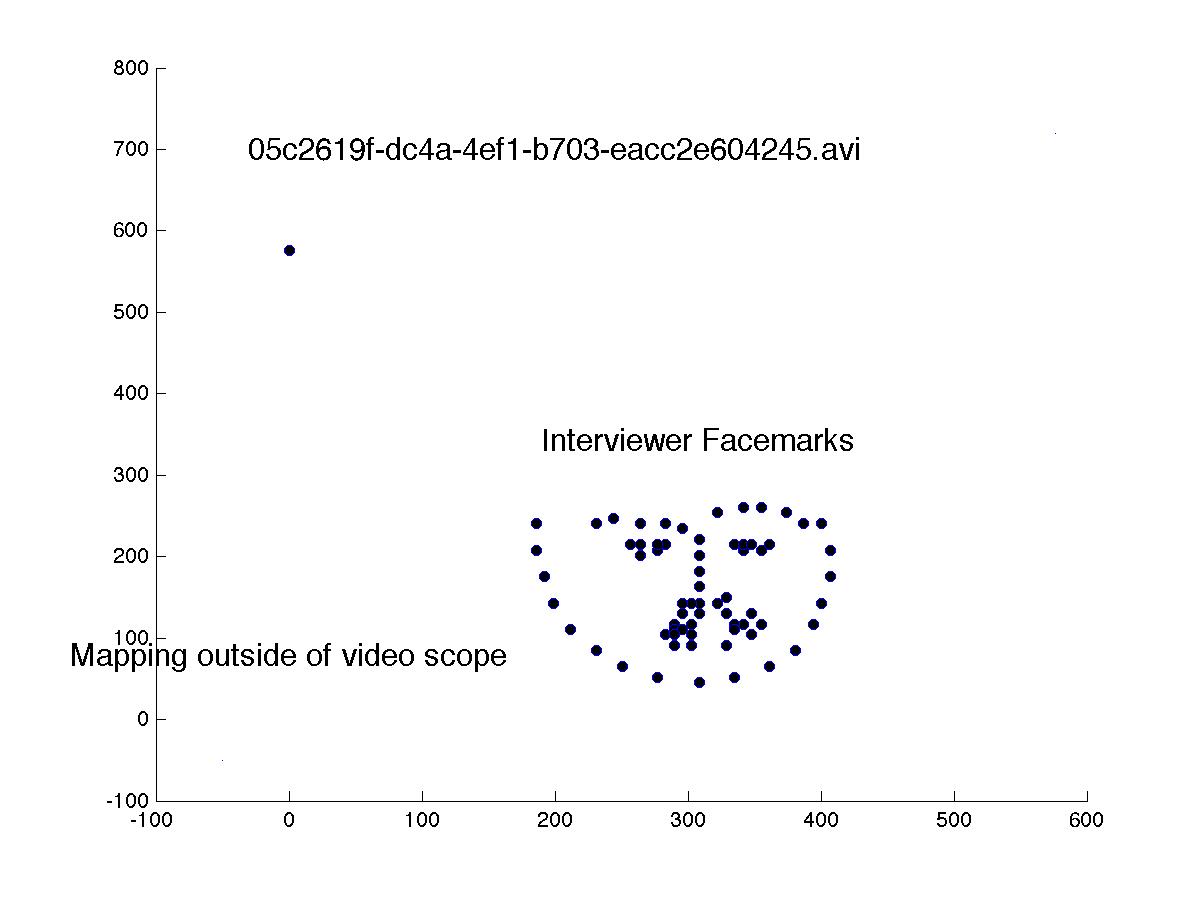 800
700
05c2619f-dc4a-4ef1-b703-eacc2e604245.avi
600
500
400
Interviewer Facemarks
300
200
100
Mapping outside of video scope
0
-100
-100 0 100 200 300 400 500 600